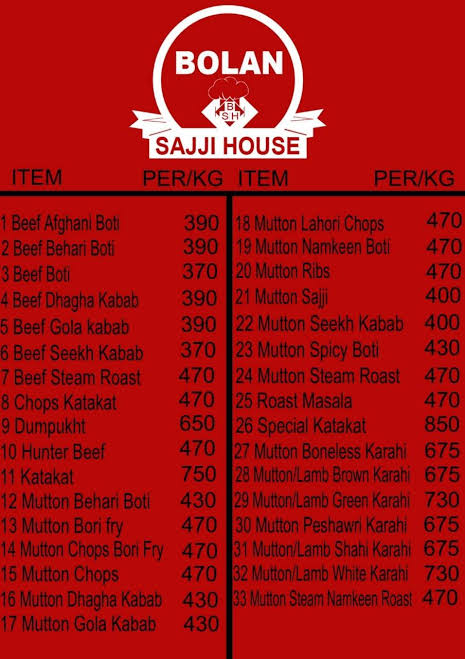 BOLAN
B
SH
SAJJI HOUSE
ITEM PER/KG
1 Beef Afghani Boti 390
2 Beef Behari Boti 390
3 Beef Boti 370
4 Beef Dhagha Kabab 390
5 Beef Gola kabab 390
6 Beef Seekh Kabab 370
7 Beef Steam Roast 470
8 Chops Katakat 470
9 Dumpukht 650
10 Hunter Beef 470
11 Katakat 750
12 Mutton Behari Boti 430
13 Mutton Bori fry 470
14 Mutton Chops Bori Fry 470
15 Mutton Chops 470
16 Mutton Dhagha Kabab 430
17 Mutton Gola Kabab 430
ITEM PER/KG
18 Mutton Lahori Chops 470
19 Mutton Namkeen Boti 470
20 Mutton Ribs 470
21 Mutton Sajji 400
22 Mutton Seekh Kabab 400
23 Mutton Spicy Boti 430
24 Mutton Steam Roast 470
25 Roast Masala 470
26 Special Katakat 850
27 Mutton Boneless Karahi 675
28 Mutton/Lamb Brown Karahi 675
29 Mutton/Lamb Green Karahi 730
30 Mutton Peshawri Karahi 675
31 Mutton/Lamb Shahi Karahi 675
32 Mutton/Lamb White Karahi 730
33 Mutton Steam Namkeen Roast 470